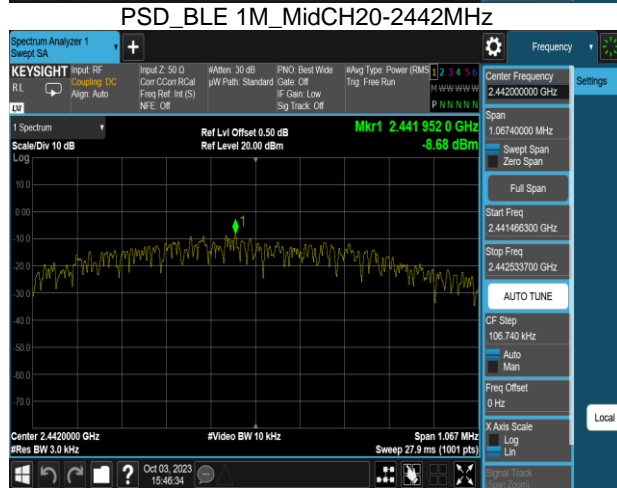 PSD_BLE 1M_MidCH20-2442MHz
Spectrum Analyzer 1
Swept SA
Frequency
Settings
KEYSIGHT
RL
Input: RF
Coupling: DC
Align: Auto
Input Z: 50 Ω
Corr CCorr RCal
Freq Ref: Int (S)
NFE: Off
#Atten: 30 dB
µW Path: Standard
PNO: Best Wide
Gate: Off
IF Gain: Low
Sig Track: Off
#Avg Type: Power (RMS
Trig: Free Run
1 2 3 4 5 6
M W W W W W
P N N N N N
1 Spectrum
Scale/Div 10 dB
Log
Ref Lvl Offset 0.50 dB
Ref Level 20.00 dBm
Mkr1 2.441 952 0 GHz
-8.68 dBm
10.0
0.00
-10.0
-20.0
-30.0
-40.0
-50.0
-60.0
-70.0
1
Center 2.4420000 GHz
#Res BW 3.0 kHz
#Video BW 10 kHz
Span 1.067 MHz
Sweep 27.9 ms (1001 pts)
Center Frequency
2.442000000 GHz
Span
1.06740000 MHz
Swept Span
Zero Span
Full Span
Start Freq
2.441466300 GHz
Stop Freq
2.442533700 GHz
AUTO TUNE
CF Step
106.740 kHz
Auto
Man
Freq Offset
0 Hz
X Axis Scale
Log
Lin
Signal Track
(Span Zoom)
Local
Oct 03, 2023
15:46:34